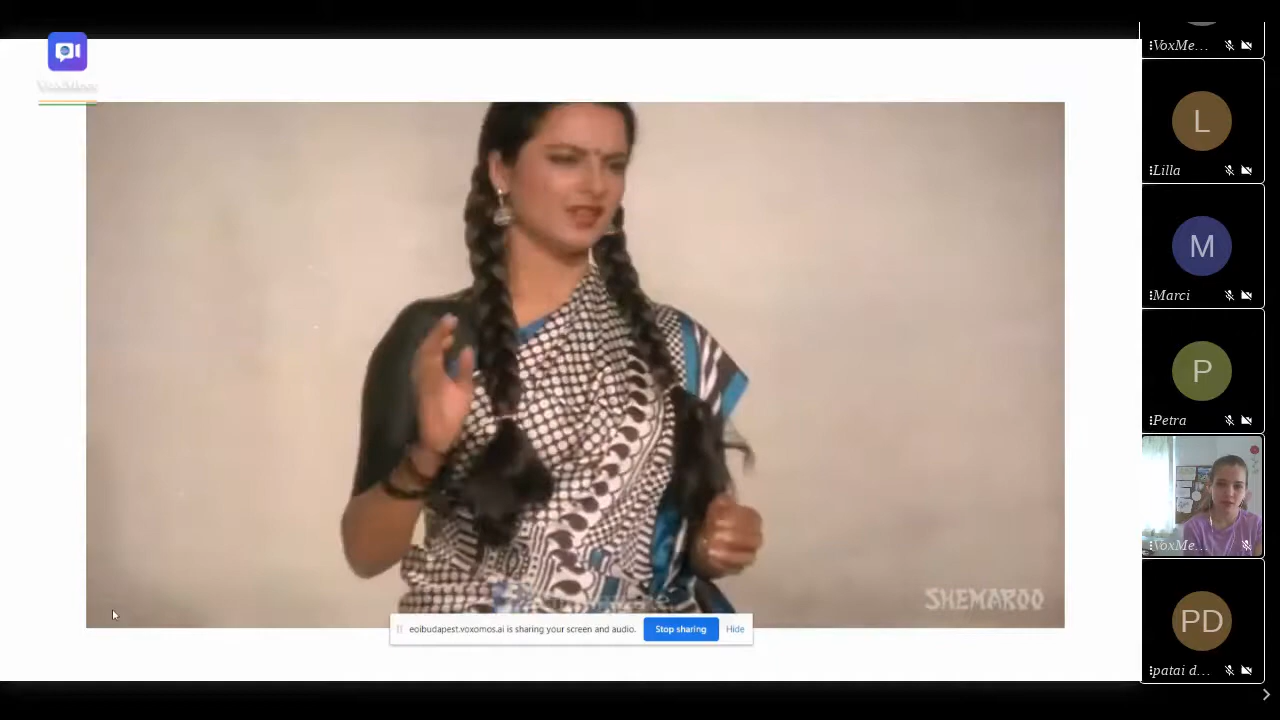 VoxMeet
VoxMe...
Lilla
Marci
Petra
VoxMe...
patai d...
L
M
P
PD
SHEMAROO
eoibudapest.voxomos.ai is sharing your screen and audio.
Stop sharing
Hide